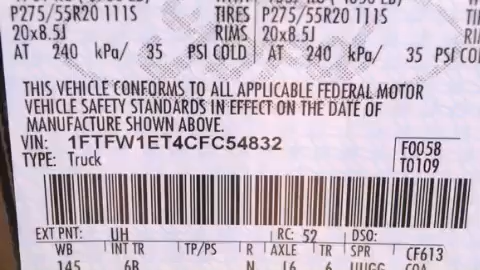 P275/55R20 111S TIRES P275/55R20 111S
20x8.5J RIMS 20x8.5J
AT 240 kPa/ 35 PSI COLD AT 240 kPa/ 35 PSI
THIS VEHICLE CONFORMS TO ALL APPLICABLE FEDERAL MOTOR
VEHICLE SAFETY STANDARDS IN EFFECT ON THE DATE OF
MANUFACTURE SHOWN ABOVE.
VIN: 1FTFW1ET4CFC54832 F0058
TYPE: Truck T0109
EXT PNT: UH RC: 52 DSO:
WB INT TR TP/PS R AXLE TR SPR CF613
145 6B N 6